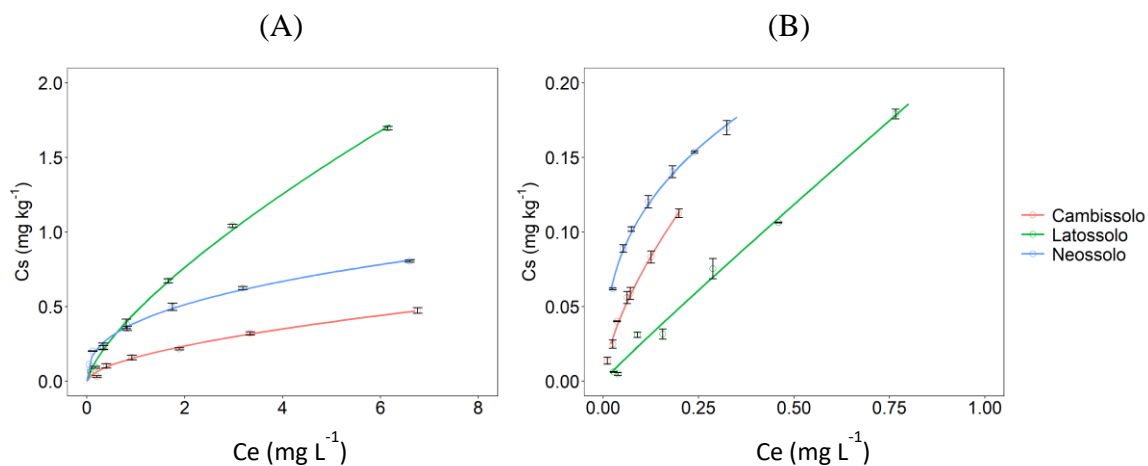 (A)
(B)
2.0
1.5
1.0
0.5
0.0
Cs (mg kg⁻¹)
0 2 4 6 8
Ce (mg L⁻¹)
0.20
0.15
0.10
0.05
0.00
Cs (mg kg⁻¹)
0.00 0.25 0.50 0.75 1.00
Ce (mg L⁻¹)
Cambissolo
Latossolo
Neossolo